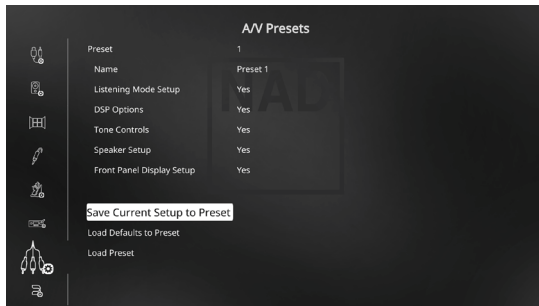 A/V Presets
Preset 1
Name Preset 1
Listening Mode Setup Yes
DSP Options Yes
Tone Controls Yes
Speaker Setup Yes
Front Panel Display Setup Yes
Save Current Setup to Preset
Load Defaults to Preset
Load Preset
NAD